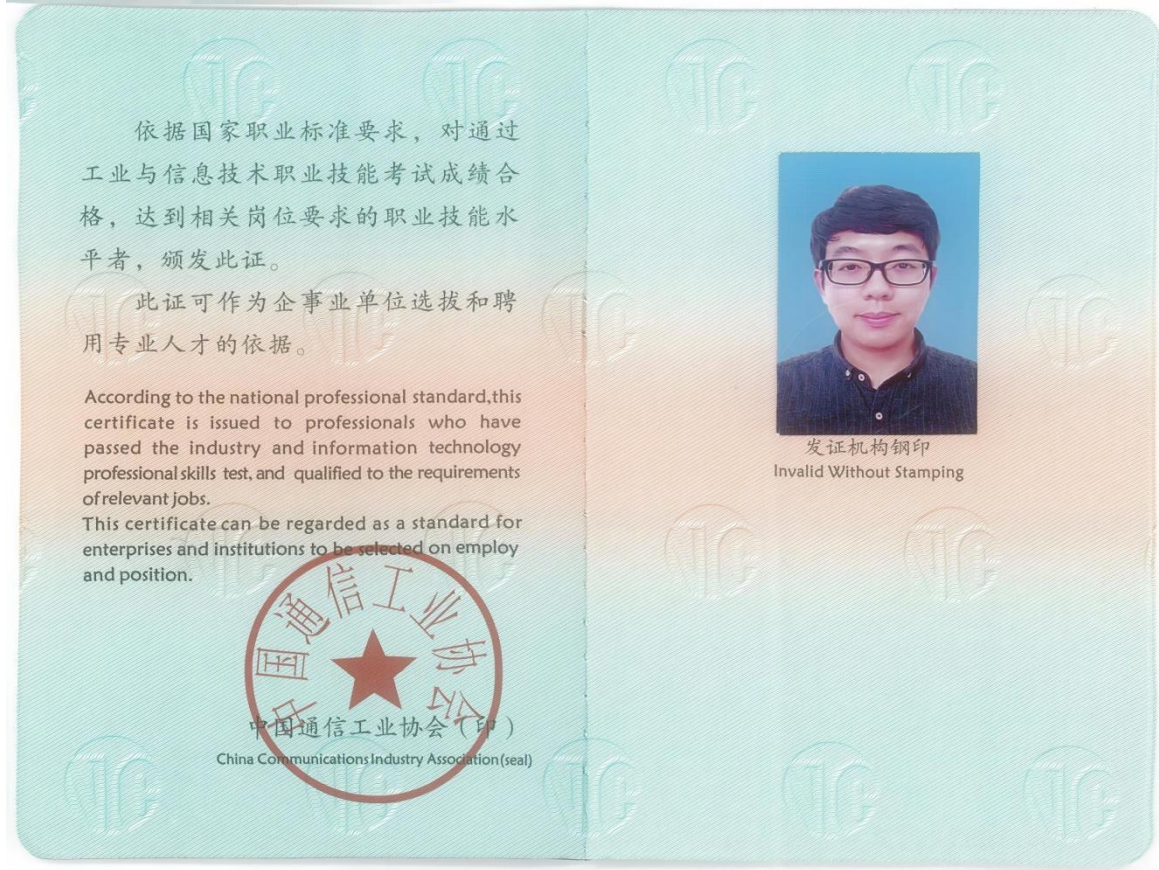 依据国家职业标准要求，对通过
工业与信息技术职业技能考试成绩合
格，达到相关岗位要求的职业技能水
平者，颁发此证。
此证可作为企事业单位选拔和聘
用专业人才的依据。
According to the national professional standard,this
certificate is issued to professionals who have
passed the industry and information technology
professional skills test, and qualified to the requirements
of relevant jobs.
This certificate can be regarded as a standard for
enterprises and institutions to be selected on employ
and position.
中国通信工业协会
中国通信工业协会（印）
China Communications Industry Association(seal)
发证机构钢印
Invalid Without Stamping